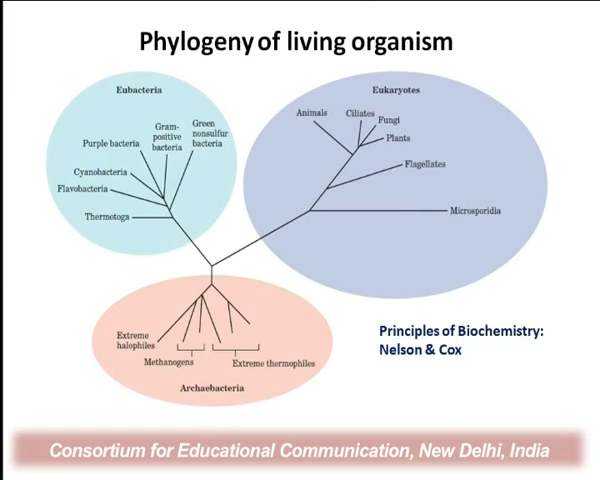 Phylogeny of living organism
Eubacteria
Gram-
positive
bacteria
Green
nonsulfur
bacteria
Purple bacteria
Cyanobacteria
Flavobacteria
Thermotoga
Eukaryotes
Animals
Ciliates
Fungi
Plants
Flagellates
Microsporidia
Extreme
halophiles
Methanogens
Extreme thermophiles
Archaebacteria
Principles of Biochemistry:
Nelson & Cox
Consortium for Educational Communication, New Delhi, India